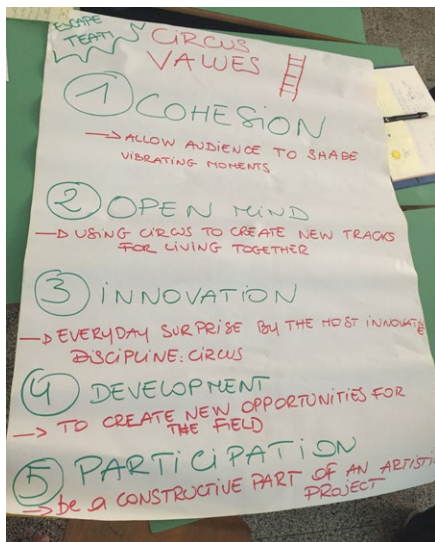 ESCAPE
TEAM
CIRCUS
VALUES
1 COHESION
→ ALLOW AUDIENCE TO SHARE
VIBRATING MOMENTS
2 OPEN MIND
→ USING CIRCUS TO CREATE NEW TRACKS
FOR LIVING TOGETHER
3 INNOVATION
→ EVERYDAY SURPRISE BY THE MOST INNOVATIVE
DISCIPLINE: CIRCUS
4 DEVELOPMENT
→ TO CREATE NEW OPPORTUNITIES FOR
THE FIELD
5 PARTICIPATION
→ be a CONSTRUCTIVE PART OF AN ARTISTIC
PROJECT